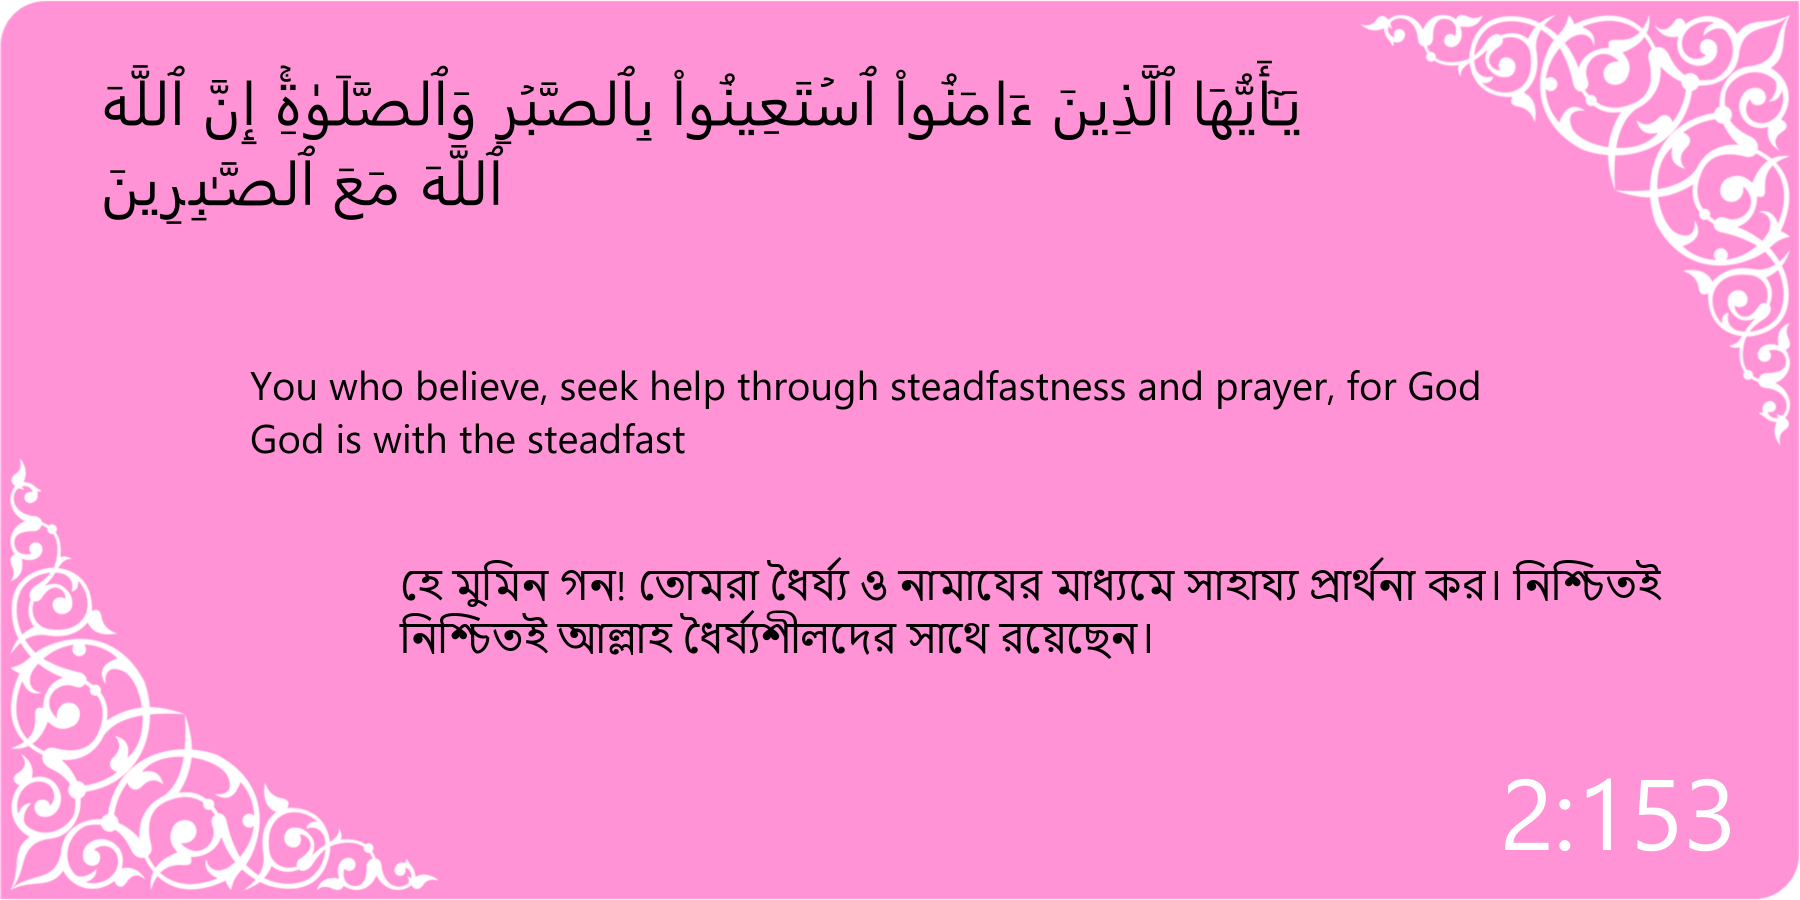 يَـٰٓأَيُّهَا ٱلَّذِينَ ءَامَنُوا۟ ٱسۡتَعِينُوا۟ بِٱلصَّبۡرِ وَٱلصَّلَوٰةِۚ إِنَّ ٱللَّهَ
ٱللَّهَ مَعَ ٱلصَّـٰبِرِينَ
You who believe, seek help through steadfastness and prayer, for God
God is with the steadfast
হে মুমিন গন! তোমরা ধৈর্য্য ও নামাযের মাধ্যমে সাহায্য প্রার্থনা কর। নিশ্চিতই
নিশ্চিতই আল্লাহ ধৈর্য্যশীলদের সাথে রয়েছেন।
2:153